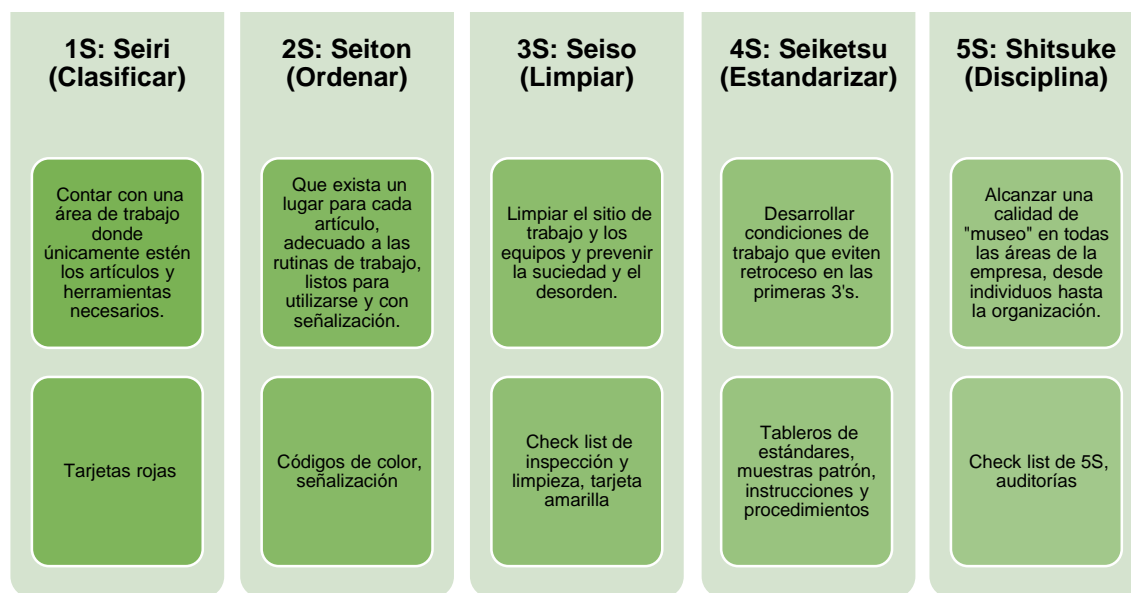 1S: Seiri
(Clasificar)
Contar con una
área de trabajo
donde
únicamente estén
los artículos y
herramientas
necesarios.
Tarjetas rojas
2S: Seiton
(Ordenar)
Que exista un
lugar para cada
artículo,
adecuado a las
rutinas de trabajo,
listos para
utilizarse y con
señalización.
Códigos de color,
señalización
3S: Seiso
(Limpiar)
Limpiar el sitio de
trabajo y los
equipos y prevenir
la suciedad y el
desorden.
Check list de
inspección y
limpieza, tarjeta
amarilla
4S: Seiketsu
(Estandarizar)
Desarrollar
condiciones de
trabajo que eviten
retroceso en las
primeras 3's.
Tableros de
estándares,
muestras patrón,
instrucciones y
procedimientos
5S: Shitsuke
(Disciplina)
Alcanzar una
calidad de
"museo" en todas
las áreas de la
empresa, desde
individuos hasta
la organización.
Check list de 5S,
auditorías